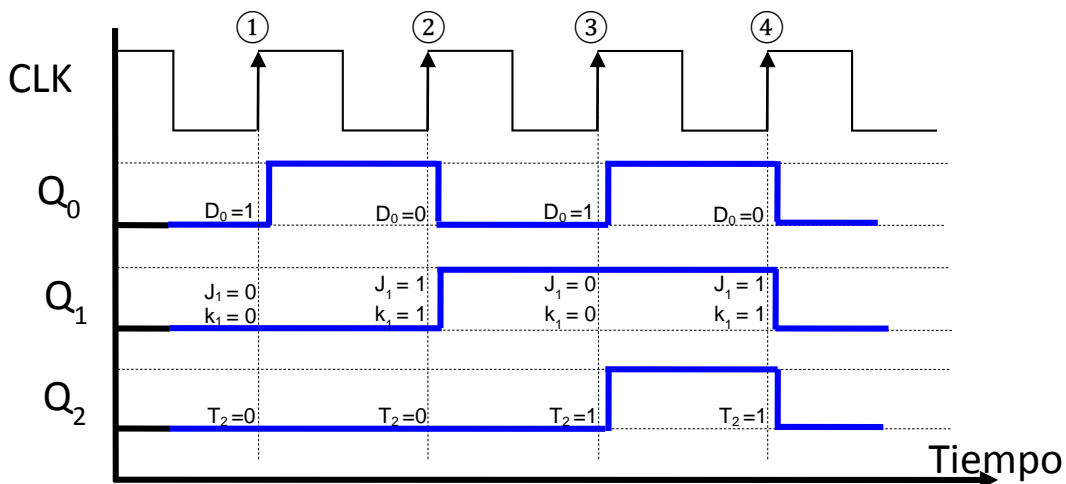 ① ② ③ ④
CLK
Q0
D0=1 D0=0 D0=1 D0=0
Q1
J1= 0 J1= 1 J1= 0 J1= 1
k1= 0 k1= 1 k1= 0 k1= 1
Q2
T2=0 T2=0 T2=1 T2=1
Tiempo